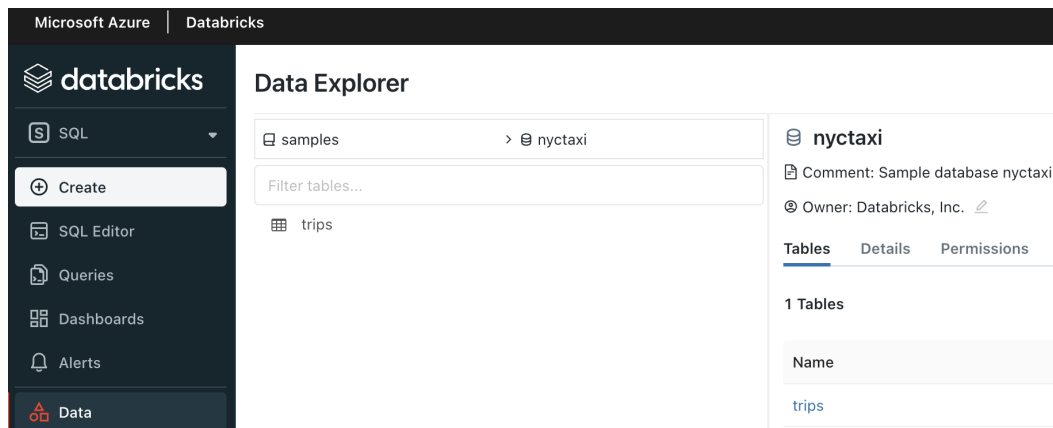 Microsoft Azure | Databricks
databricks
S SQL
Create
SQL Editor
Queries
Dashboards
Alerts
Data
Data Explorer
samples > nyctaxi
Filter tables...
trips
nyctaxi
Comment: Sample database nyctaxi
Owner: Databricks, Inc.
Tables Details Permissions
1 Tables
Name
trips